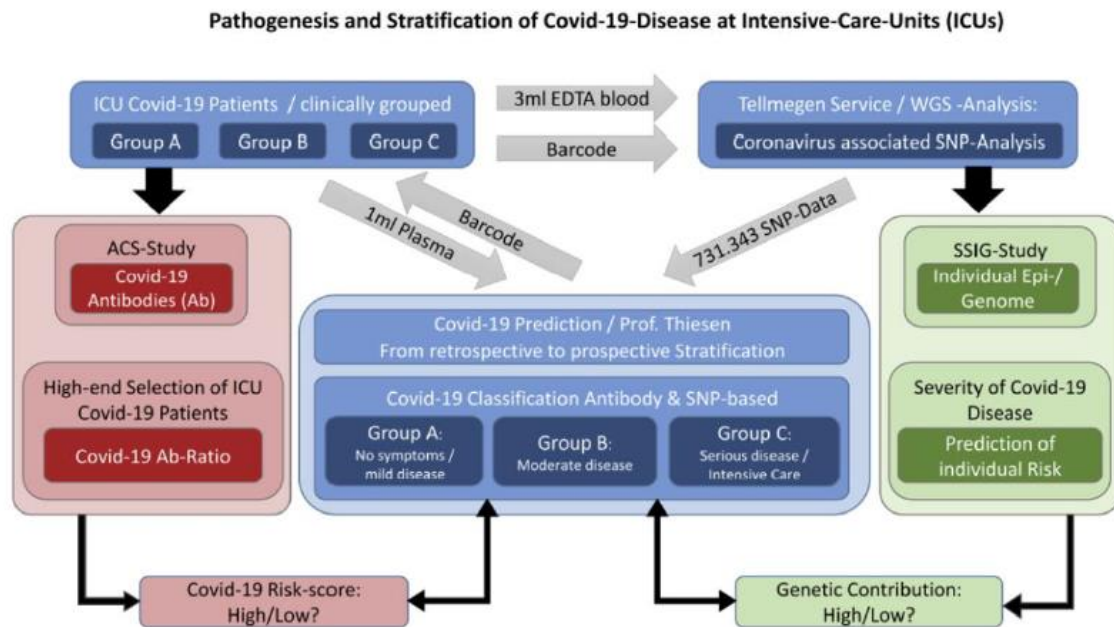 Pathogenesis and Stratification of Covid-19-Disease at Intensive-Care-Units (ICUs)
ICU Covid-19 Patients / clinically grouped
Group A
Group B
Group C
3ml EDTA blood
Barcode
Tellmegen Service / WGS -Analysis:
Coronavirus associated SNP-Analysis
1ml Plasma
Barcode
731.343 SNP-Data
ACS-Study
Covid-19
Antibodies (Ab)
High-end Selection of ICU
Covid-19 Patients
Covid-19 Ab-Ratio
Covid-19 Prediction / Prof. Thiesen
From retrospective to prospective Stratification
Covid-19 Classification Antibody & SNP-based
Group A:
No symptoms /
mild disease
Group B:
Moderate disease
Group C:
Serious disease /
Intensive Care
SSIG-Study
Individual Epi-/
Genome
Severity of Covid-19
Disease
Prediction of
individual Risk
Covid-19 Risk-score:
High/Low?
Genetic Contribution:
High/Low?